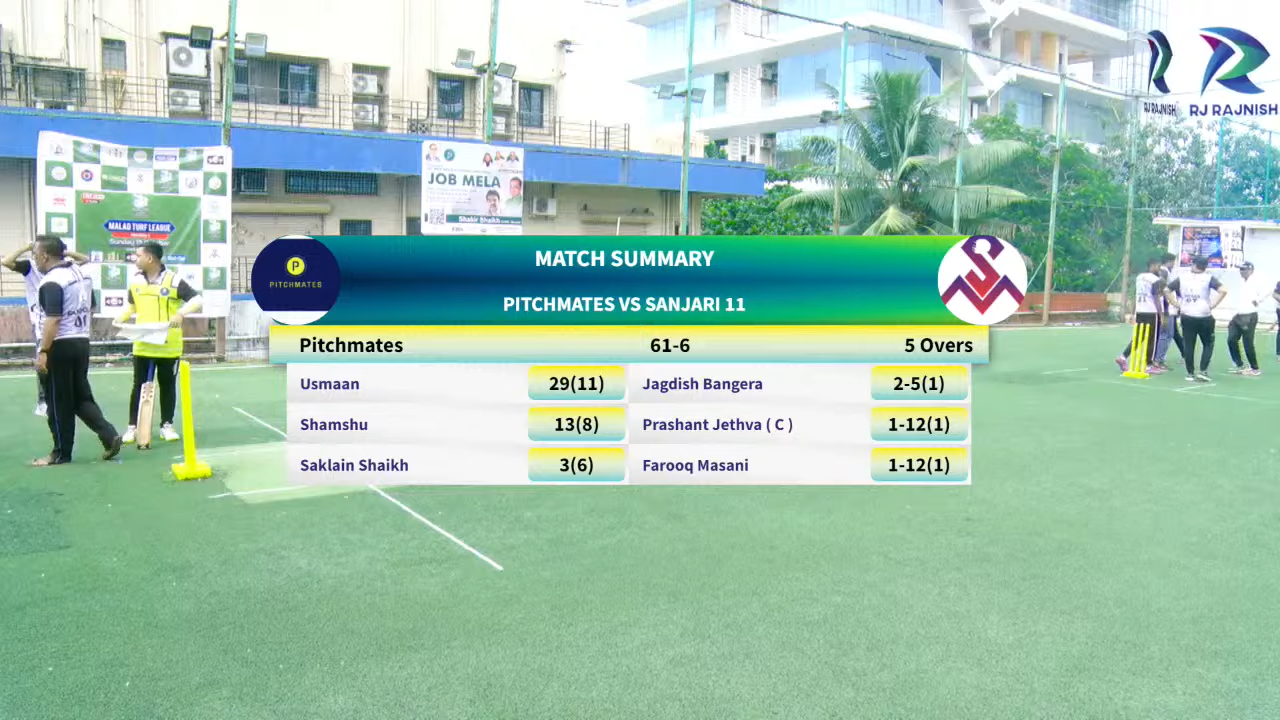 RJ RAJNISH
RJ RAJNISH
JOB MELA
Shakir Shaikh
MALAD TURF LEAGUE
P
PITCHMATES
MATCH SUMMARY
PITCHMATES VS SANJARI 11
Pitchmates 61-6 5 Overs
Usmaan 29(11) Jagdish Bangera 2-5(1)
Shamshu 13(8) Prashant Jethva ( C ) 1-12(1)
Saklain Shaikh 3(6) Farooq Masani 1-12(1)